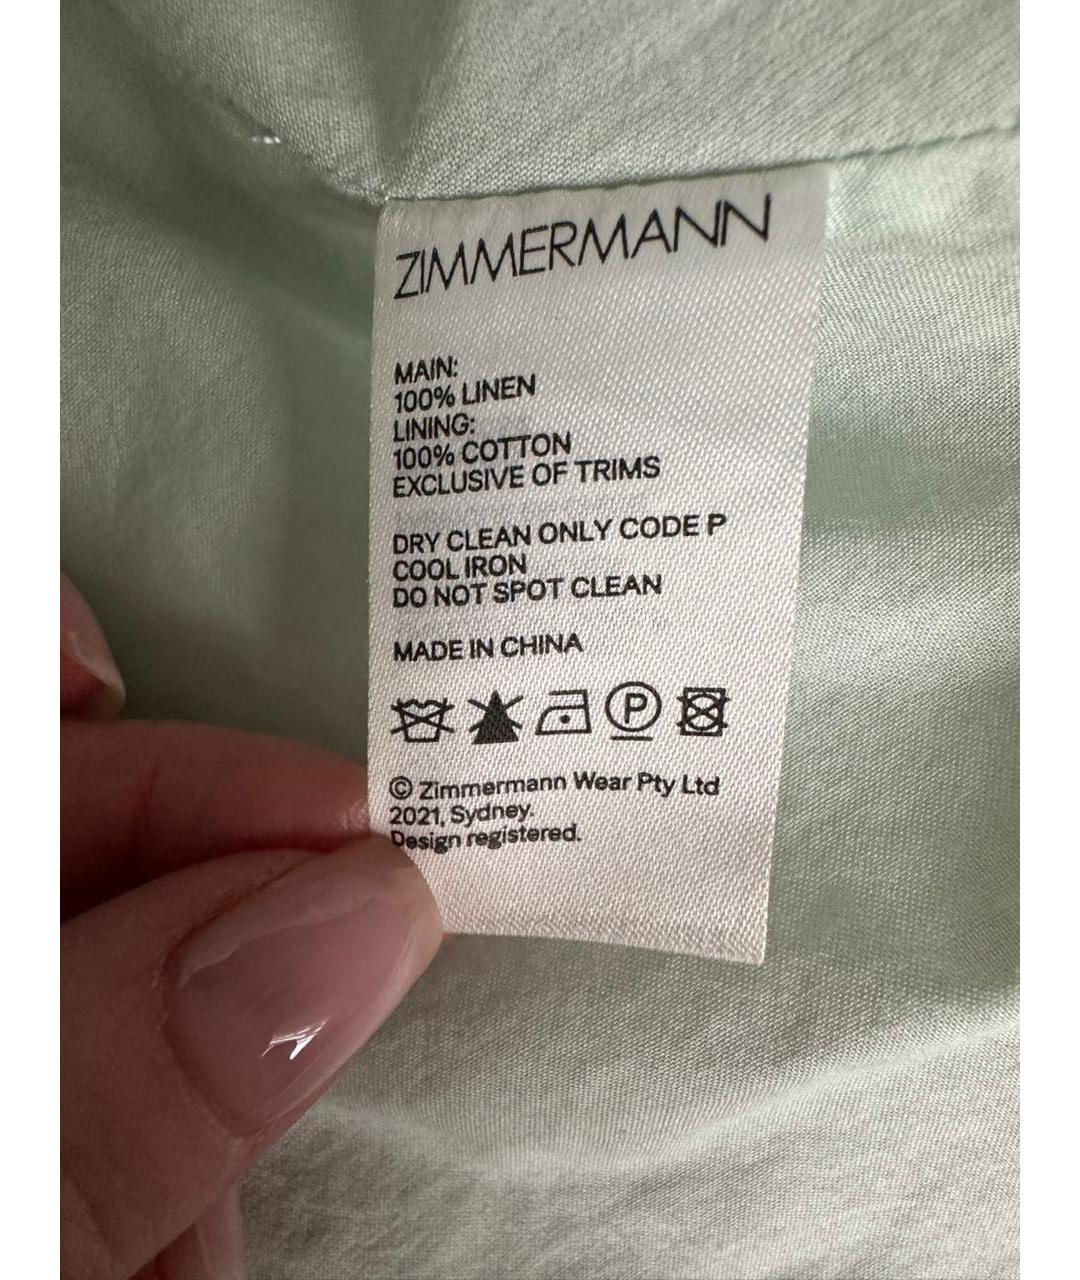 ZIMMERMANN
MAIN:
100% LINEN
LINING:
100% COTTON
EXCLUSIVE OF TRIMS
DRY CLEAN ONLY CODE P
COOL IRON
DO NOT SPOT CLEAN
MADE IN CHINA
P
© Zimmermann Wear Pty Ltd
2021, Sydney.
Design registered.